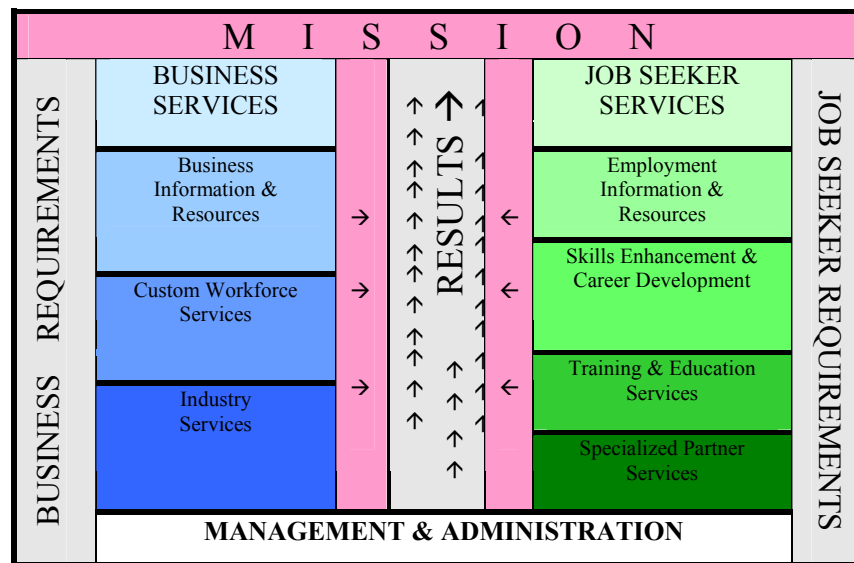 M I S S I O N
BUSINESS REQUIREMENTS
BUSINESS
SERVICES
Business
Information &
Resources
Custom Workforce
Services
Industry
Services
→
→
→
RESULTS
←
←
←
JOB SEEKER
SERVICES
Employment
Information &
Resources
Skills Enhancement &
Career Development
Training & Education
Services
Specialized Partner
Services
JOB SEEKER REQUIREMENTS
MANAGEMENT & ADMINISTRATION